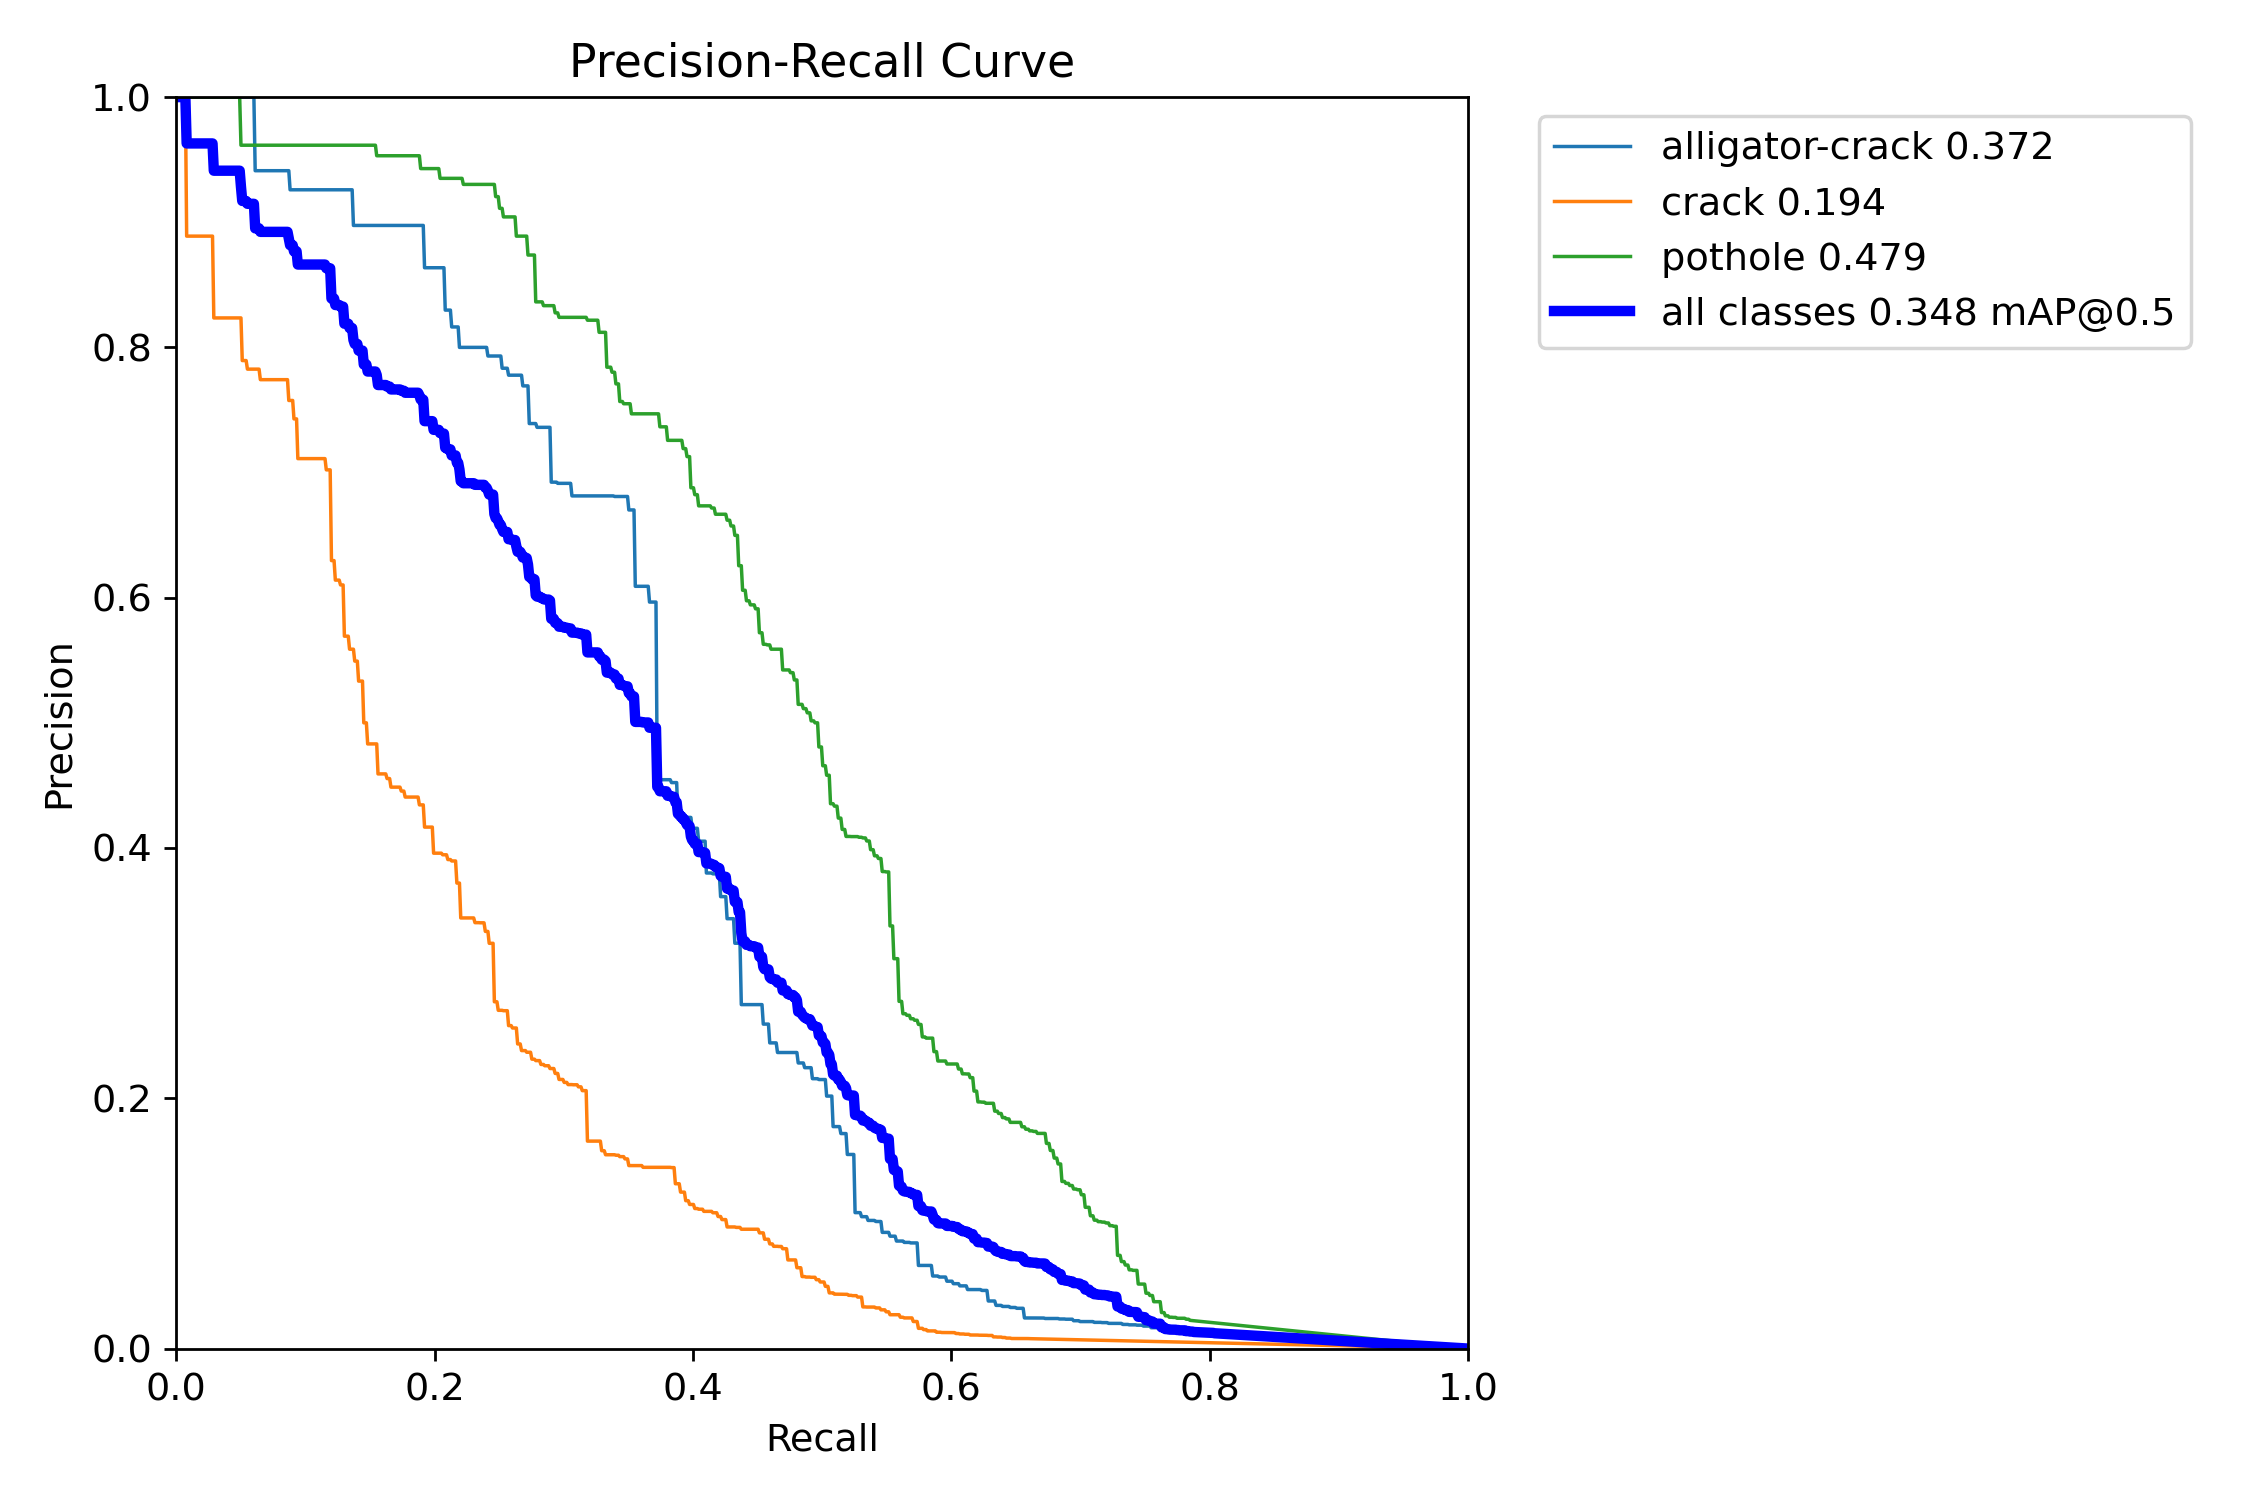 Precision-Recall Curve
1.0
0.8
0.6
0.4
0.2
0.0
Precision
0.0 0.2 0.4 0.6 0.8 1.0
Recall
alligator-crack 0.372
crack 0.194
pothole 0.479
all classes 0.348 mAP@0.5